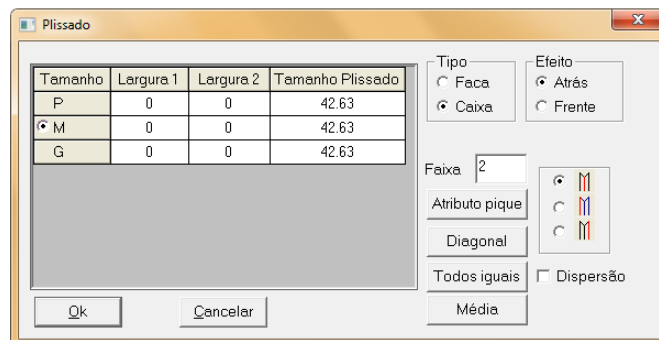 Plissado
Tamanho Largura 1 Largura 2 Tamanho Plissado
P 0 0 42.63
M 0 0 42.63
G 0 0 42.63
Tipo
Faca
Caixa
Efeito
Atrás
Frente
Faixa 2
Atributo pique
Diagonal
Todos iguais
Dispersão
Média
Ok
Cancelar